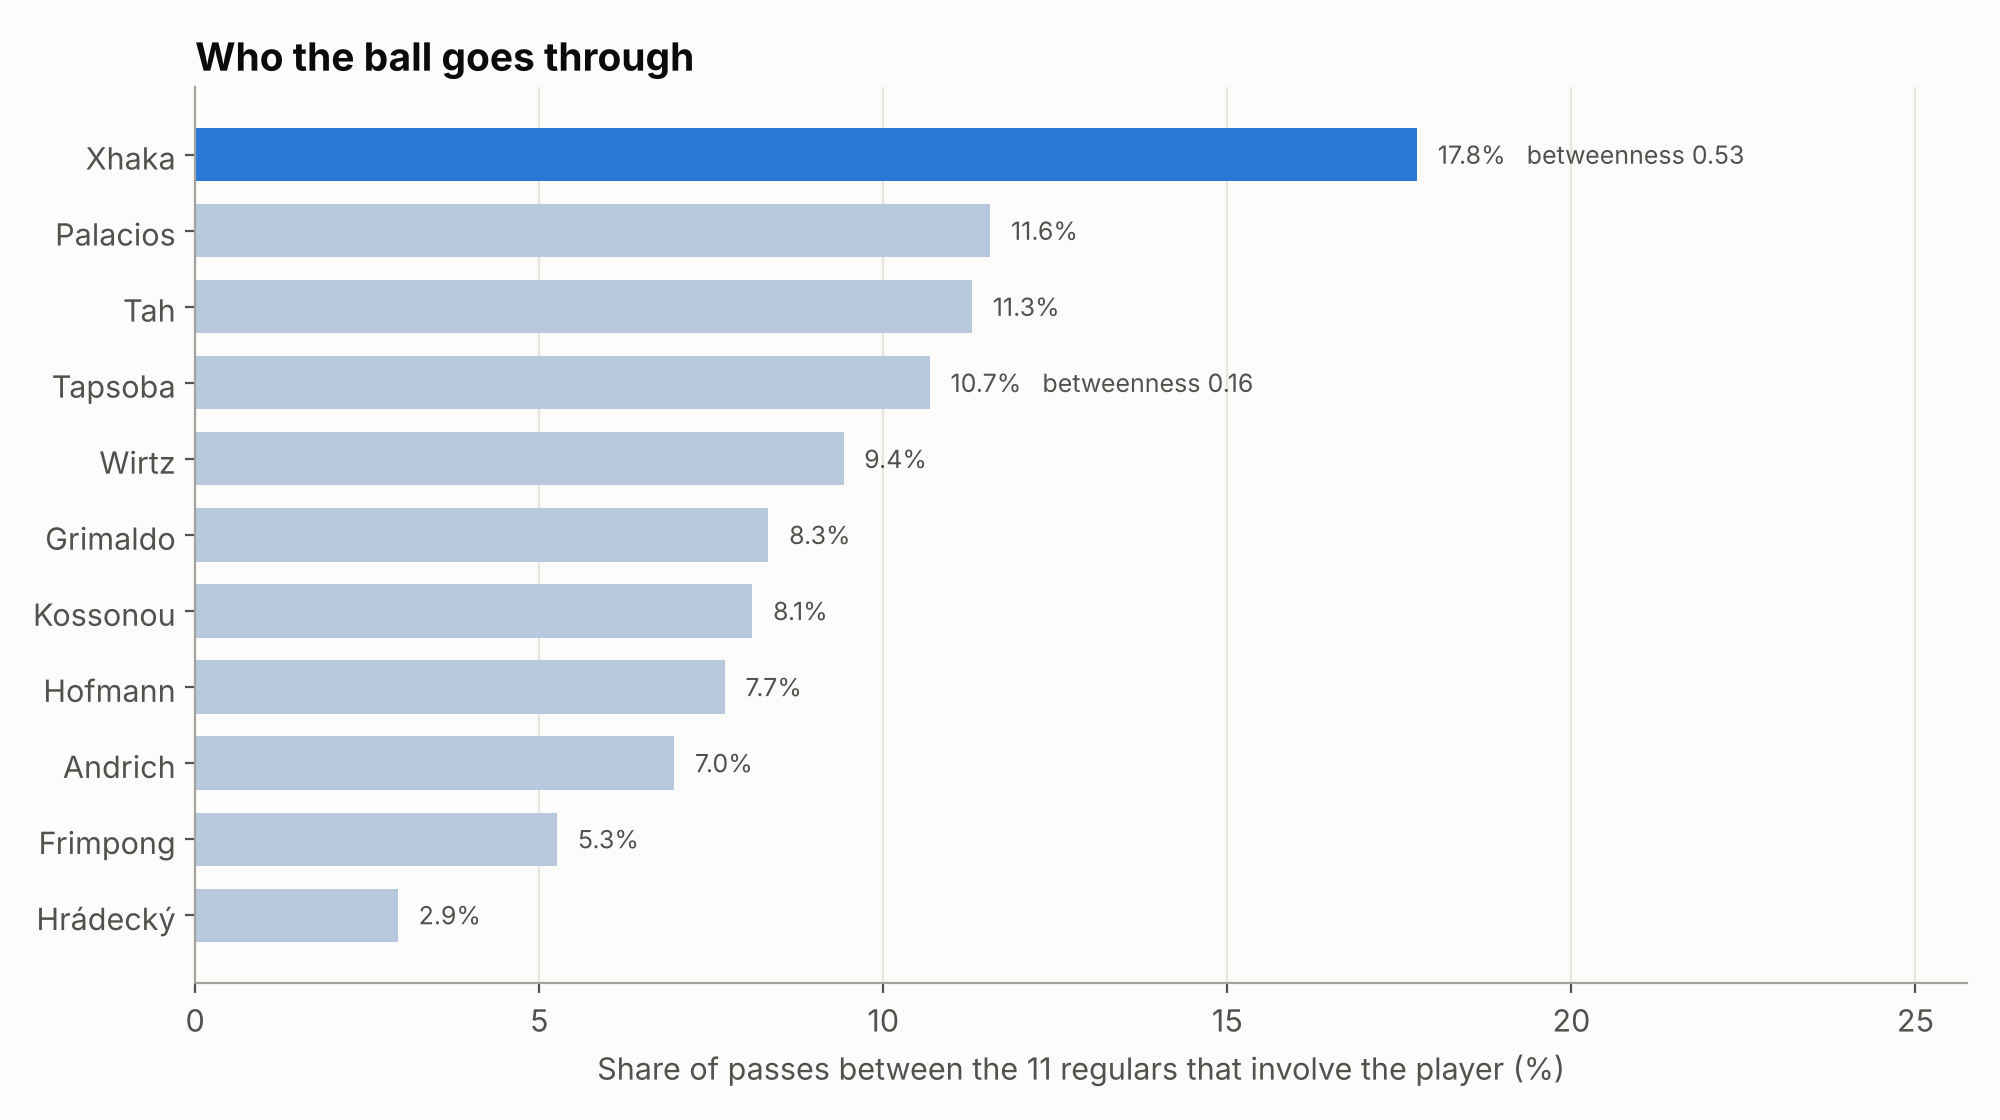 Who the ball goes through
Xhaka 17.8% betweenness 0.53
Palacios 11.6%
Tah 11.3%
Tapsoba 10.7% betweenness 0.16
Wirtz 9.4%
Grimaldo 8.3%
Kossonou 8.1%
Hofmann 7.7%
Andrich 7.0%
Frimpong 5.3%
Hrádecký 2.9%
0 5 10 15 20 25
Share of passes between the 11 regulars that involve the player (%)